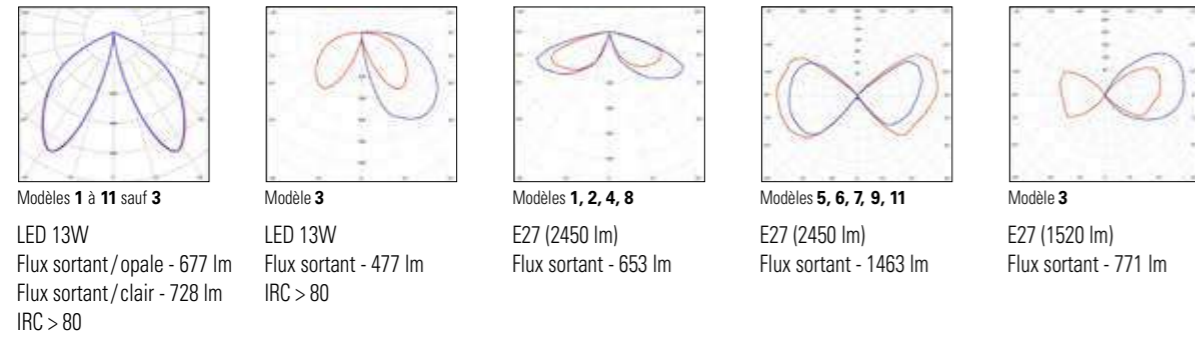 Modèles 1 à 11 sauf 3
LED 13W
Flux sortant/opale - 677 lm
Flux sortant/clair - 728 lm
IRC > 80
Modèle 3
LED 13W
Flux sortant - 477 lm
IRC > 80
Modèles 1, 2, 4, 8
E27 (2450 lm)
Flux sortant - 653 lm
Modèles 5, 6, 7, 9, 11
E27 (2450 lm)
Flux sortant - 1463 lm
Modèle 3
E27 (1520 lm)
Flux sortant - 771 lm